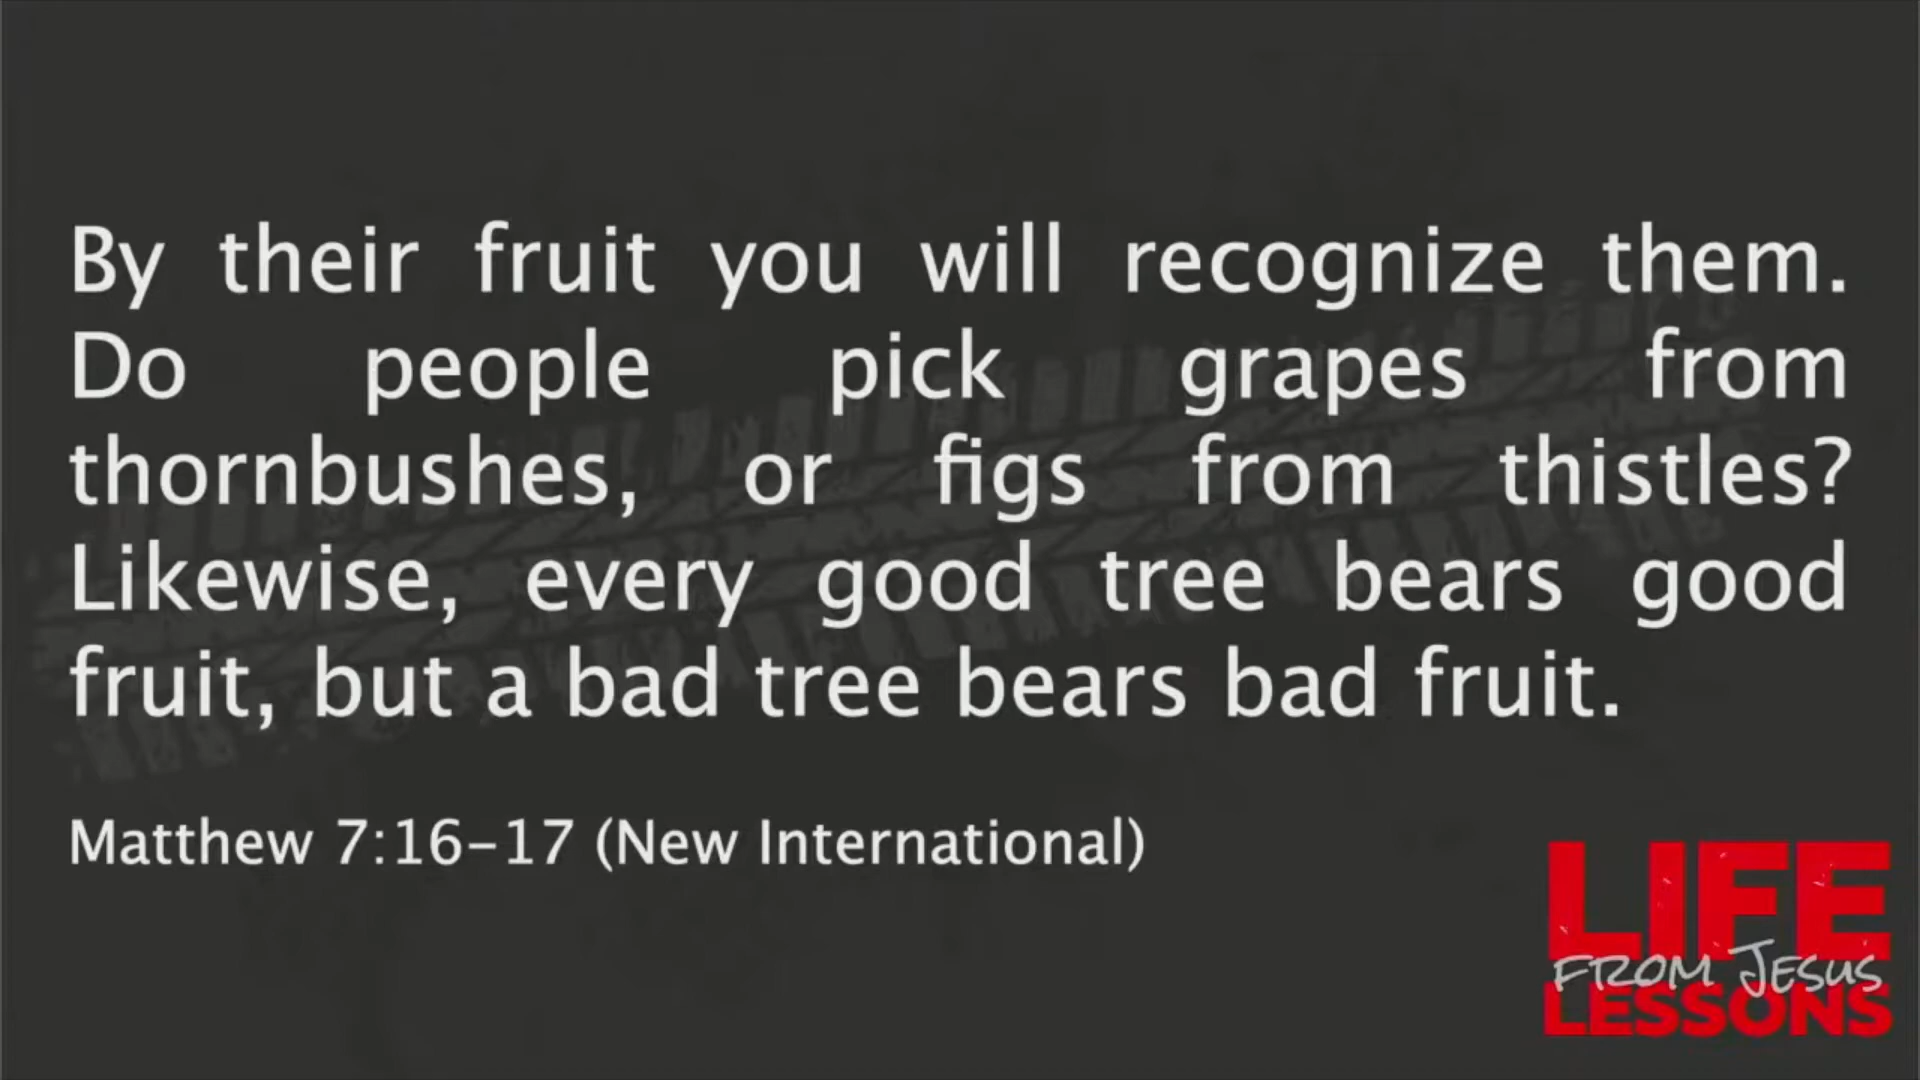 By their fruit you will recognize them.
Do people pick grapes from
thornbushes, or figs from thistles?
Likewise, every good tree bears good
fruit, but a bad tree bears bad fruit.
Matthew 7:16–17 (New International)
LIFE
FROM JESUS
LESSONS